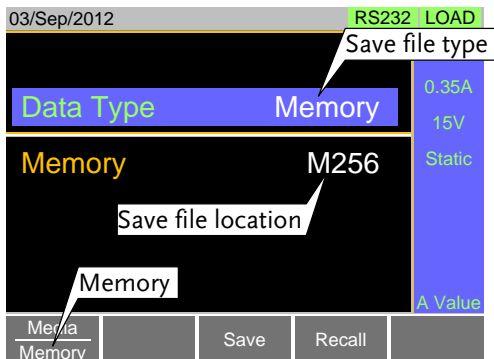 03/Sep/2012 RS232 LOAD
Save file type
0.35A
Data Type Memory
15V
Memory M256
Static
Save file location
Memory
A Value
Media
Memory
Save
Recall